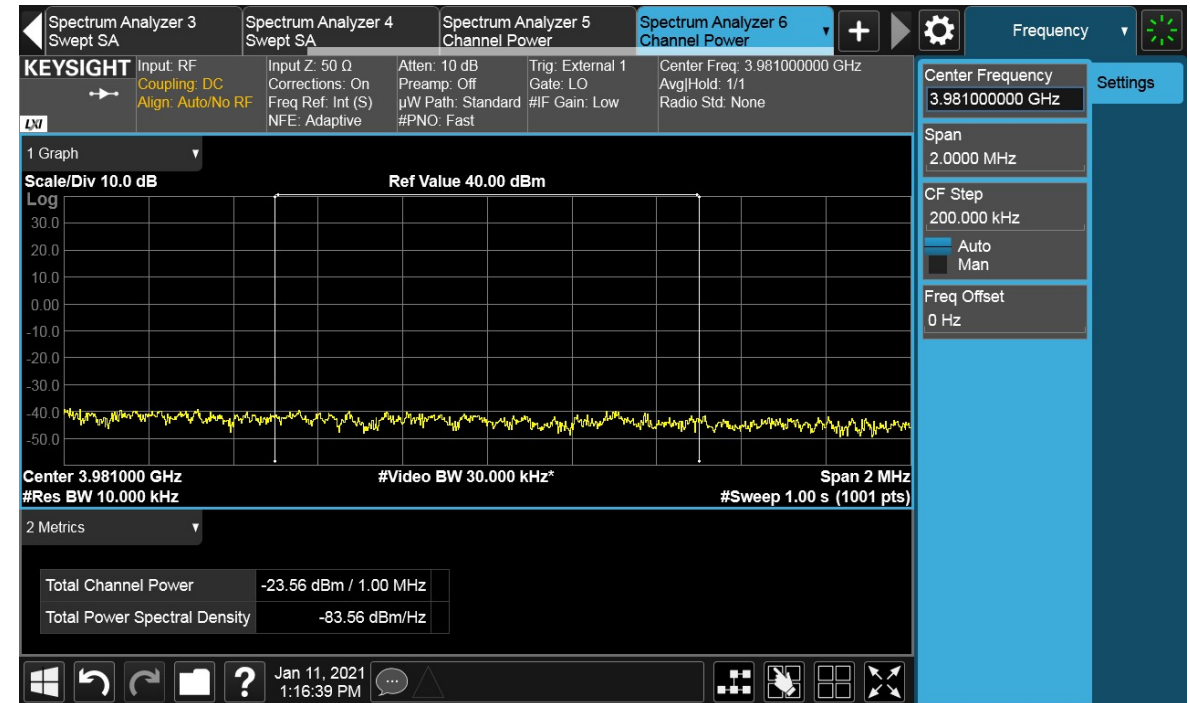 Spectrum Analyzer 3
Swept SA
Spectrum Analyzer 4
Swept SA
Spectrum Analyzer 5
Channel Power
Spectrum Analyzer 6
Channel Power
Frequency
KEYSIGHT
LXI
Input: RF
Coupling: DC
Align: Auto/No RF
Input Z: 50 Ω
Corrections: On
Freq Ref: Int (S)
NFE: Adaptive
Atten: 10 dB
Preamp: Off
µW Path: Standard
#PNO: Fast
Trig: External 1
Gate: LO
#IF Gain: Low
Center Freq: 3.981000000 GHz
Avg|Hold: 1/1
Radio Std: None
1 Graph
Scale/Div 10.0 dB
Ref Value 40.00 dBm
Log
30.0
20.0
10.0
0.00
-10.0
-20.0
-30.0
-40.0
-50.0
Center 3.981000 GHz
#Video BW 30.000 kHz*
Span 2 MHz
#Res BW 10.000 kHz
#Sweep 1.00 s (1001 pts)
2 Metrics
Total Channel Power -23.56 dBm / 1.00 MHz
Total Power Spectral Density -83.56 dBm/Hz
?
Jan 11, 2021
1:16:39 PM
Center Frequency
3.981000000 GHz
Settings
Span
2.0000 MHz
CF Step
200.000 kHz
Auto
Man
Freq Offset
0 Hz